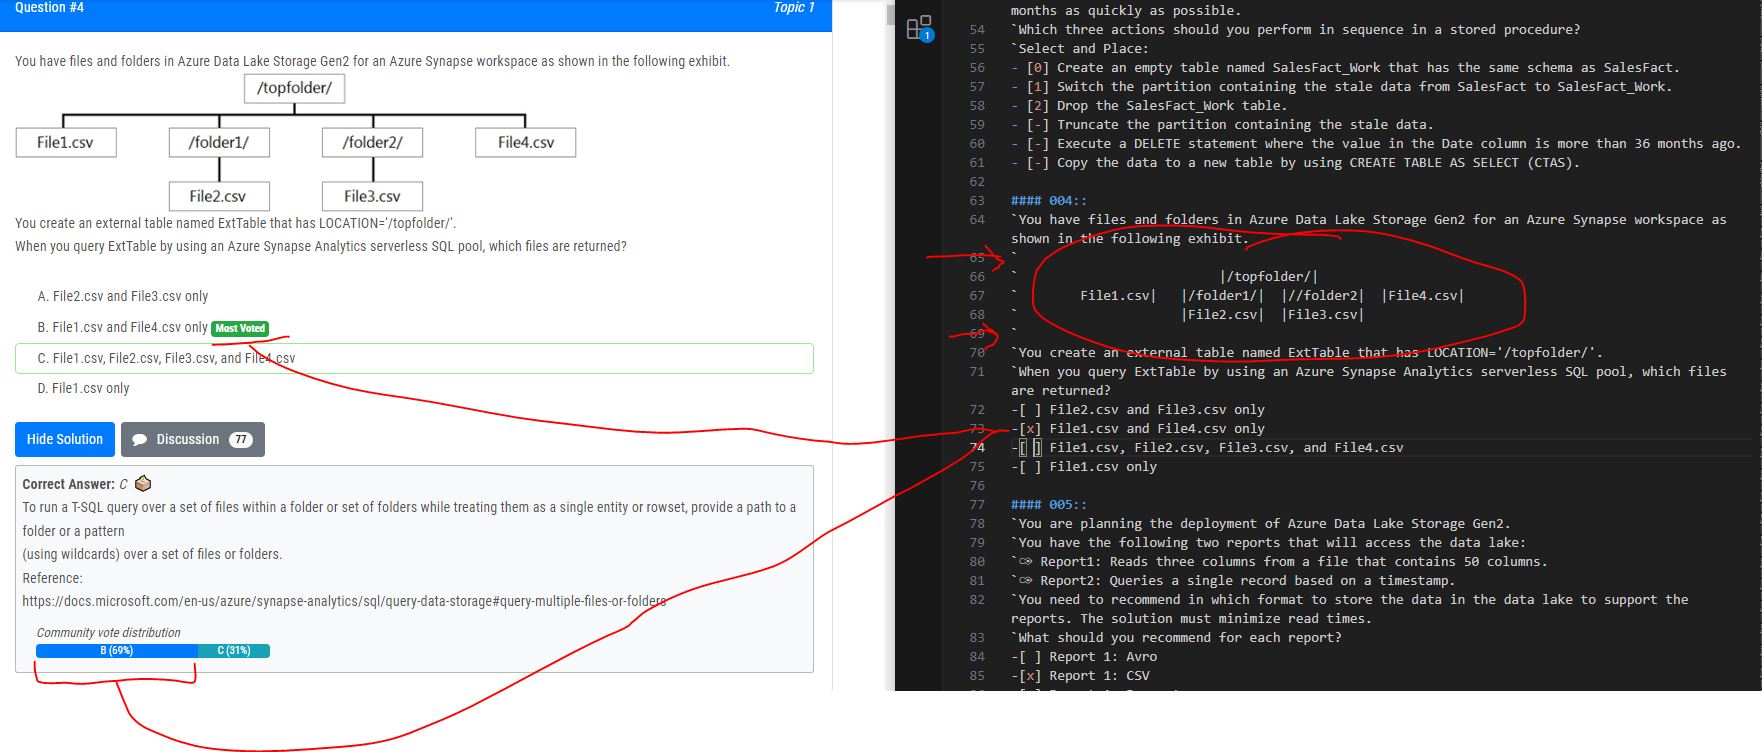 Question #4
Topic 1
You have files and folders in Azure Data Lake Storage Gen2 for an Azure Synapse workspace as shown in the following exhibit.
/topfolder/
File1.csv
/folder1/
/folder2/
File4.csv
File2.csv
File3.csv
You create an external table named ExtTable that has LOCATION='/topfolder/'.
When you query ExtTable by using an Azure Synapse Analytics serverless SQL pool, which files are returned?
A. File2.csv and File3.csv only
B. File1.csv and File4.csv only Most Voted
C. File1.csv, File2.csv, File3.csv, and File4.csv
D. File1.csv only
Hide Solution
Discussion 77
Correct Answer: C
To run a T-SQL query over a set of files within a folder or set of folders while treating them as a single entity or rowset, provide a path to a
folder or a pattern
(using wildcards) over a set of files or folders.
Reference:
https://docs.microsoft.com/en-us/azure/synapse-analytics/sql/query-data-storage#query-multiple-files-or-folders
Community vote distribution
B (69%)
C (31%)
1
months as quickly as possible.
54 `Which three actions should you perform in sequence in a stored procedure?
55 `Select and Place:
56 - [0] Create an empty table named SalesFact_Work that has the same schema as SalesFact.
57 - [1] Switch the partition containing the stale data from SalesFact to SalesFact_Work.
58 - [2] Drop the SalesFact_Work table.
59 - [-] Truncate the partition containing the stale data.
60 - [-] Execute a DELETE statement where the value in the Date column is more than 36 months ago.
61 - [-] Copy the data to a new table by using CREATE TABLE AS SELECT (CTAS).
62
63 #### 004::
64 `You have files and folders in Azure Data Lake Storage Gen2 for an Azure Synapse workspace as
shown in the following exhibit.
65 `
66 ` |/topfolder/|
67 ` File1.csv| |/folder1/| |//folder2| |File4.csv|
68 ` |File2.csv| |File3.csv|
69 `
70 `You create an external table named ExtTable that has LOCATION='/topfolder/'.
71 `When you query ExtTable by using an Azure Synapse Analytics serverless SQL pool, which files
are returned?
72 -[ ] File2.csv and File3.csv only
73 -[x] File1.csv and File4.csv only
74 -[ ] File1.csv, File2.csv, File3.csv, and File4.csv
75 -[ ] File1.csv only
76
77 #### 005::
78 `You are planning the deployment of Azure Data Lake Storage Gen2.
79 `You have the following two reports that will access the data lake:
80 `✑ Report1: Reads three columns from a file that contains 50 columns.
81 `✑ Report2: Queries a single record based on a timestamp.
82 `You need to recommend in which format to store the data in the data lake to support the
reports. The solution must minimize read times.
83 `What should you recommend for each report?
84 -[ ] Report 1: Avro
85 -[x] Report 1: CSV